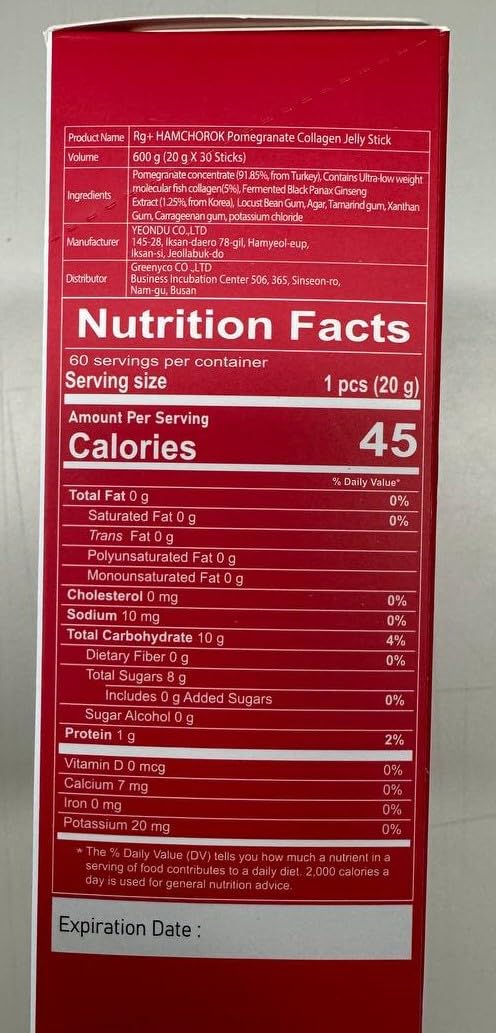 Product Name Rg+ HAMCHOROK Pomegranate Collagen Jelly Stick
Volume 600 g (20 g X 30 Sticks)
Ingredients Pomegranate concentrate (91.85%, from Turkey), Contains Ultra-low weight
molecular fish collagen(5%), Fermented Black Panax Ginseng
Extract (1.25%, from Korea), Locust Bean Gum, Agar, Tamarind gum, Xanthan
Gum, Carrageenan gum, potassium chloride
Manufacturer YEONDU CO.,LTD
145-28, Iksan-daero 78-gil, Hamyeol-eup,
Iksan-si, Jeollabuk-do
Distributor Greenyco CO .,LTD
Business Incubation Center 506, 365, Sinseon-ro,
Nam-gu, Busan
Nutrition Facts
60 servings per container
Serving size 1 pcs (20 g)
Amount Per Serving
Calories 45
% Daily Value*
Total Fat 0 g 0%
Saturated Fat 0 g 0%
Trans Fat 0 g
Polyunsaturated Fat 0 g
Monounsaturated Fat 0 g
Cholesterol 0 mg 0%
Sodium 10 mg 0%
Total Carbohydrate 10 g 4%
Dietary Fiber 0 g 0%
Total Sugars 8 g
Includes 0 g Added Sugars 0%
Sugar Alcohol 0 g
Protein 1 g 2%
Vitamin D 0 mcg 0%
Calcium 7 mg 0%
Iron 0 mg 0%
Potassium 20 mg 0%
* The % Daily Value (DV) tells you how much a nutrient in a
serving of food contributes to a daily diet. 2,000 calories a
day is used for general nutrition advice.
Expiration Date :